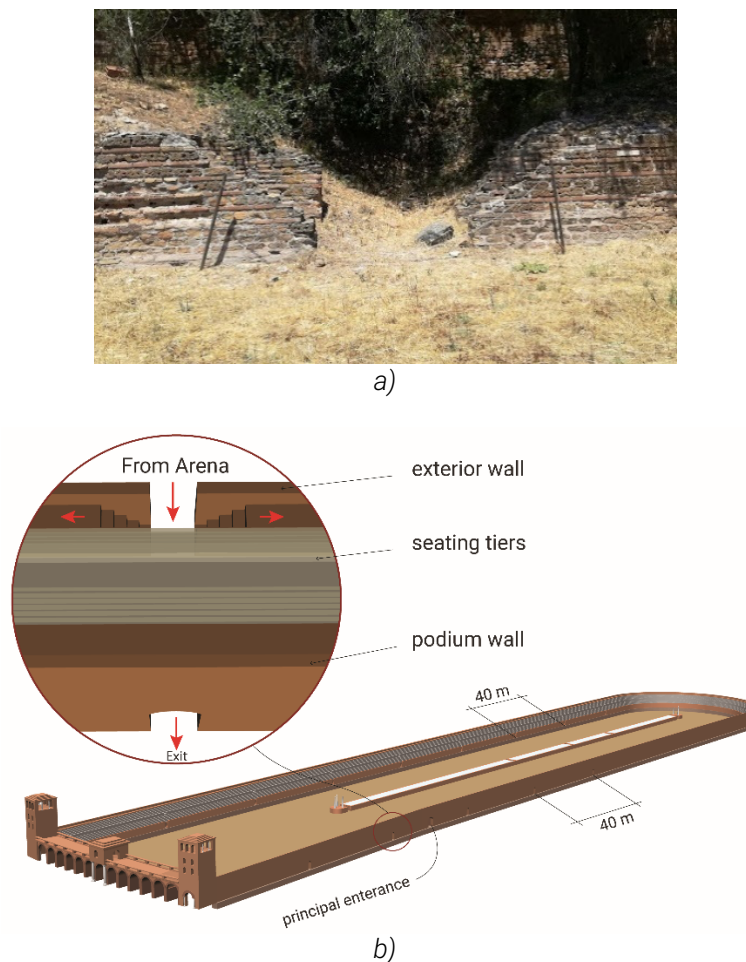 a)
From Arena
exterior wall
seating tiers
podium wall
Exit
40 m
40 m
principal enterance
b)